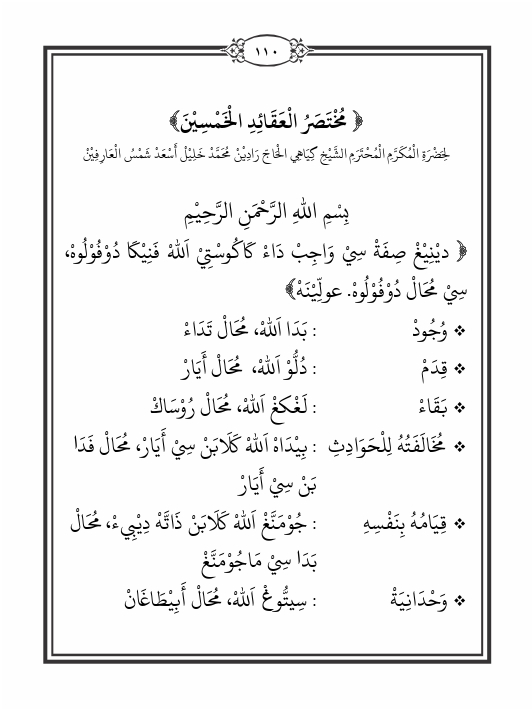 ١١٠
﴿ مُخْتَصَرُ الْعَقَائِدِ الْخَمْسِيْنَ ﴾
لِحَضْرَةِ الْمُكَرَّمِ الْمُحْتَرَمِ الشَّيْخِ كِيَاهِي الْحَاجِّ رَادِيْنْ مُحَمَّدْ خَلِيْلْ أَسْعَدْ شَمْسُ الْعَارِفِيْنْ
بِسْمِ اللهِ الرَّحْمَنِ الرَّحِيْمِ
﴿ دِيْنِيْغْ صِفَةْ سِيْ وَاجِبْ دَاءْ كَاكُوسْتِيْ اَللهْ فَنِيْكَا دُوْفُوْلُوْهْ،
سِيْ مُحَالْ دُوْفُوْلُوْهْ. عولِّيْنَهْ ﴾
❖ وُجُودْ : بَدَا اَللهْ، مُحَالْ تَدَاءْ
❖ قِدَمْ : دُلُّوْ اَللهْ، مُحَالْ أَيَارْ
❖ بَقَاءْ : لَغْكغْ اَللهْ، مُحَالْ رُوْسَاكْ
❖ مُخَالَفَتُهُ لِلْحَوَادِثِ : بِيْدَاهْ اَللهْ كَلَابَنْ سِيْ أَيَارْ، مُحَالْ فَدَا
بَنْ سِيْ أَيَارْ
❖ قِيَامُهُ بِنَفْسِهِ : جُوْمَنَّغْ اَللهْ كَلَابَنْ ذَاتَّهْ دِيْبِيءْ، مُحَالْ
بَدَا سِيْ مَاجُوْمَنَّغْ
❖ وَحْدَانِيَةْ : سِيتُّوغْ اَللهْ، مُحَالْ أَبِيْطَاغَانْ